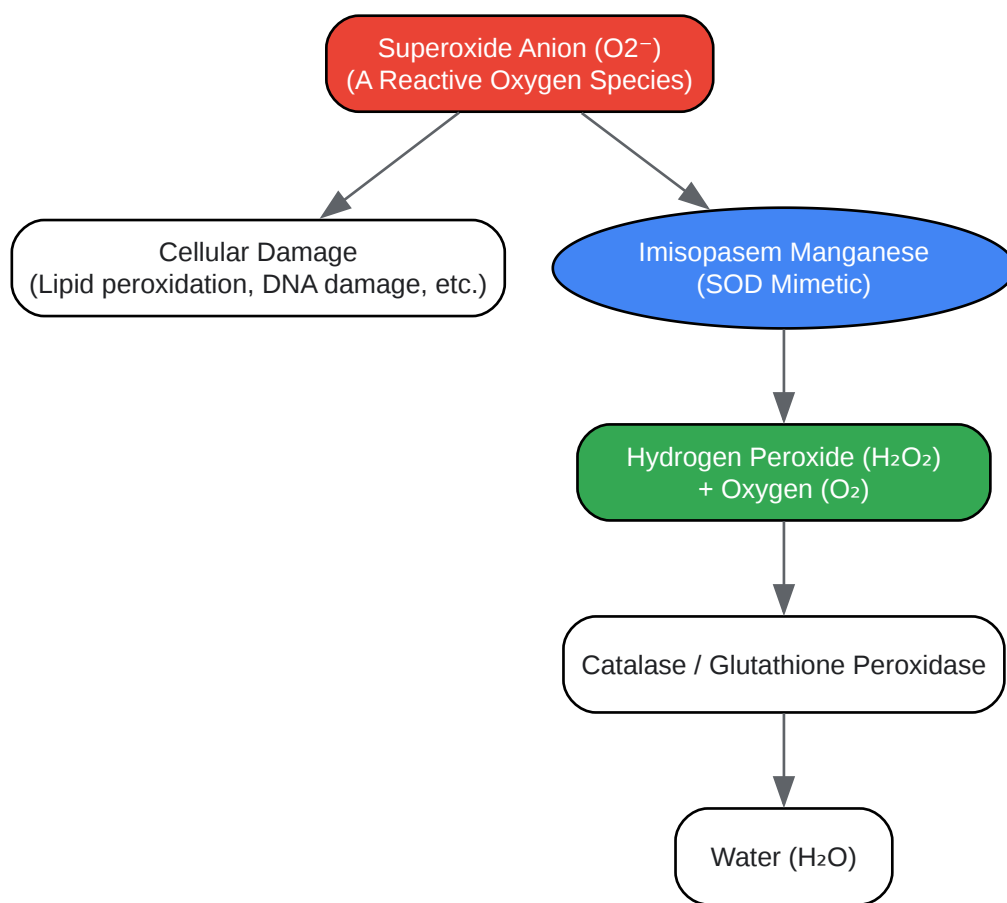 Superoxide Anion (O2⁻)
(A Reactive Oxygen Species)
Cellular Damage
(Lipid peroxidation, DNA damage, etc.)
Imisopasem Manganese
(SOD Mimetic)
Hydrogen Peroxide (H₂O₂)
+ Oxygen (O₂)
Catalase / Glutathione Peroxidase
Water (H₂O)